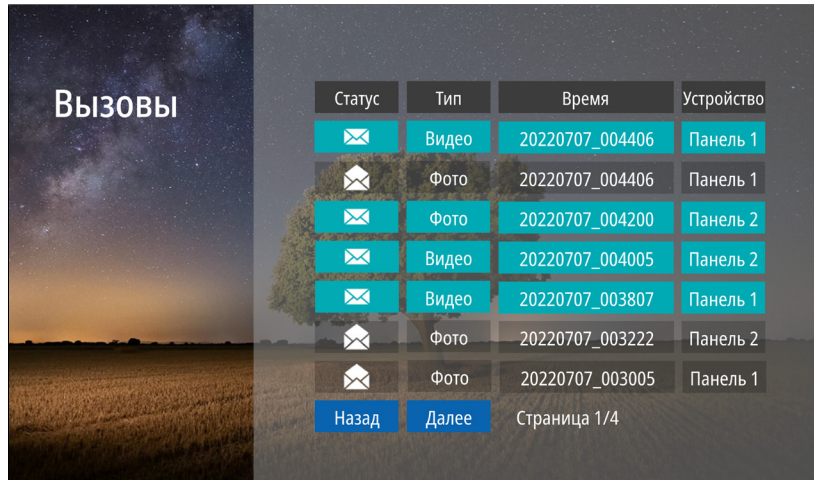 Вызовы
Статус Тип Время Устройство
Видео 20220707_004406 Панель 1
Фото 20220707_004406 Панель 1
Фото 20220707_004200 Панель 2
Видео 20220707_004005 Панель 2
Видео 20220707_003807 Панель 1
Фото 20220707_003222 Панель 2
Фото 20220707_003005 Панель 1
Назад Далее Страница 1/4